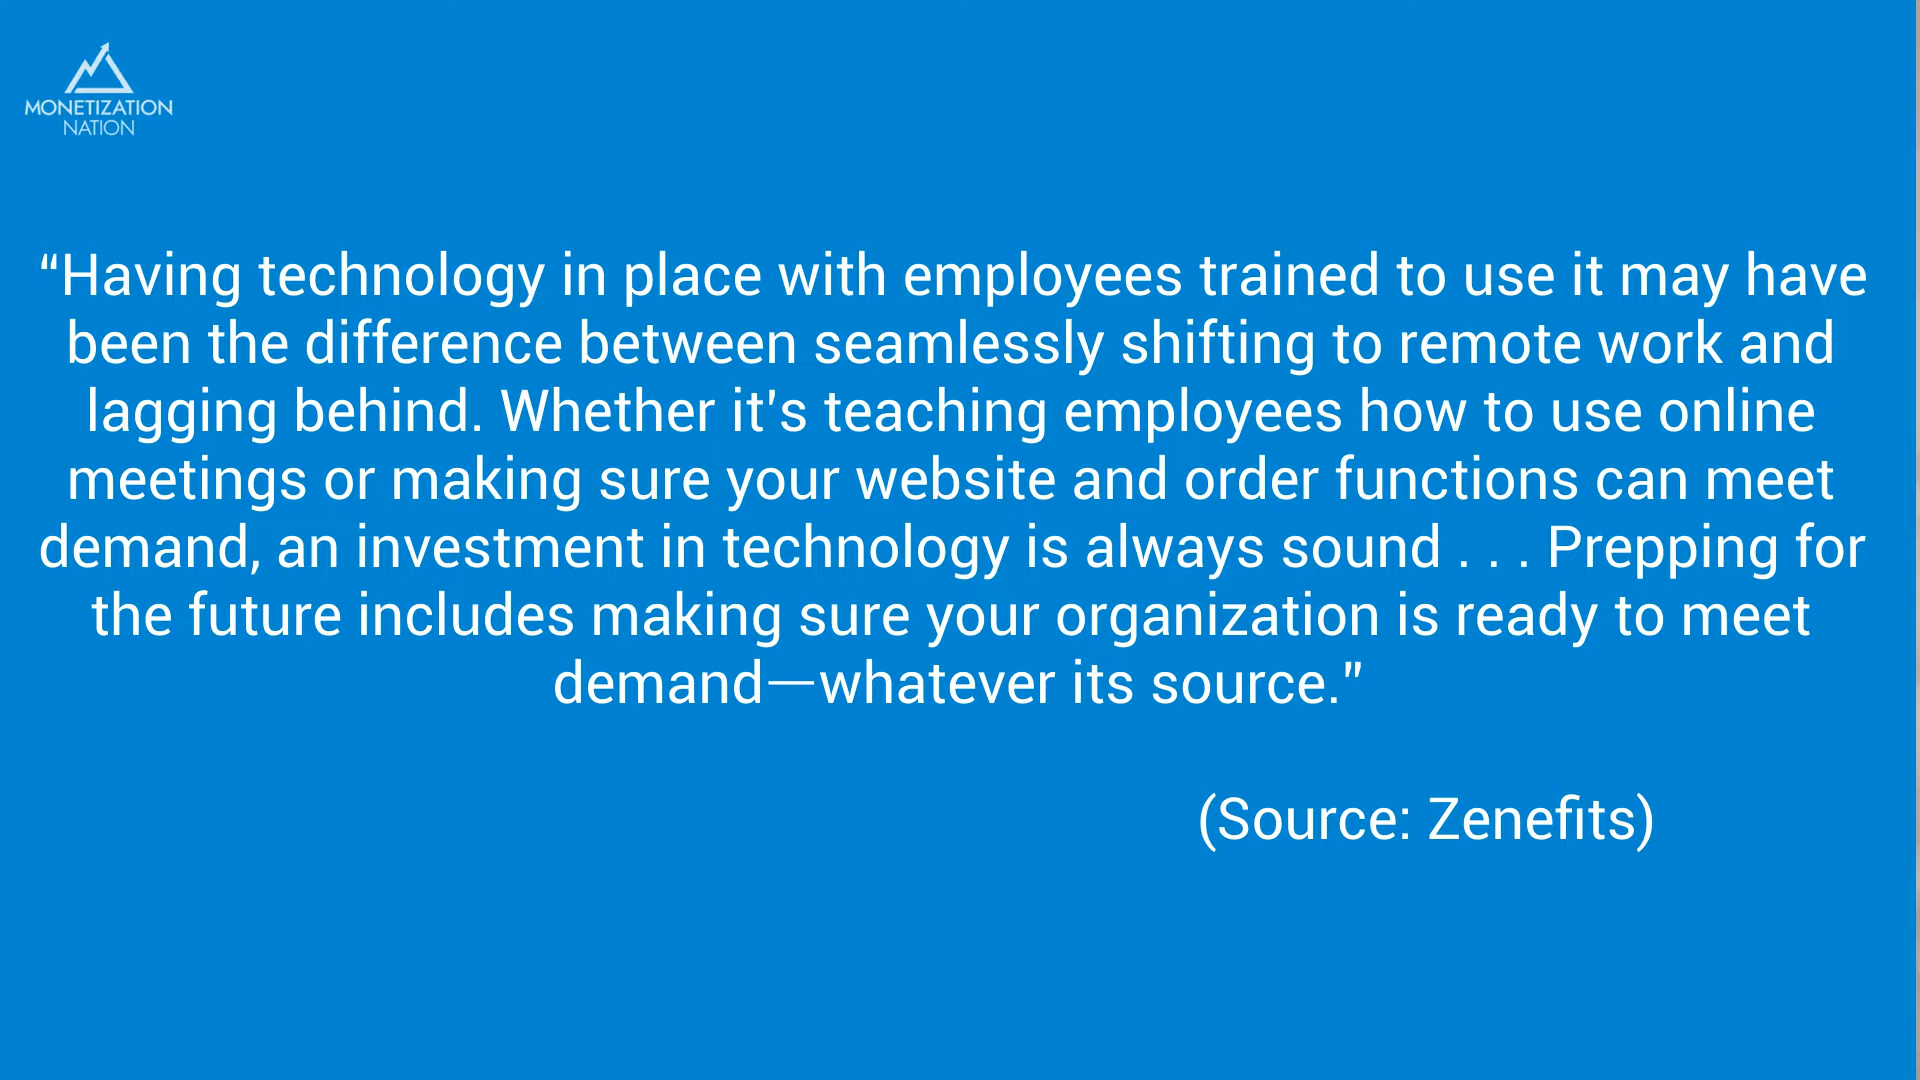 MONETIZATION
NATION
“Having technology in place with employees trained to use it may have
been the difference between seamlessly shifting to remote work and
lagging behind. Whether it’s teaching employees how to use online
meetings or making sure your website and order functions can meet
demand, an investment in technology is always sound . . . Prepping for
the future includes making sure your organization is ready to meet
demand—whatever its source.”
(Source: Zenefits)